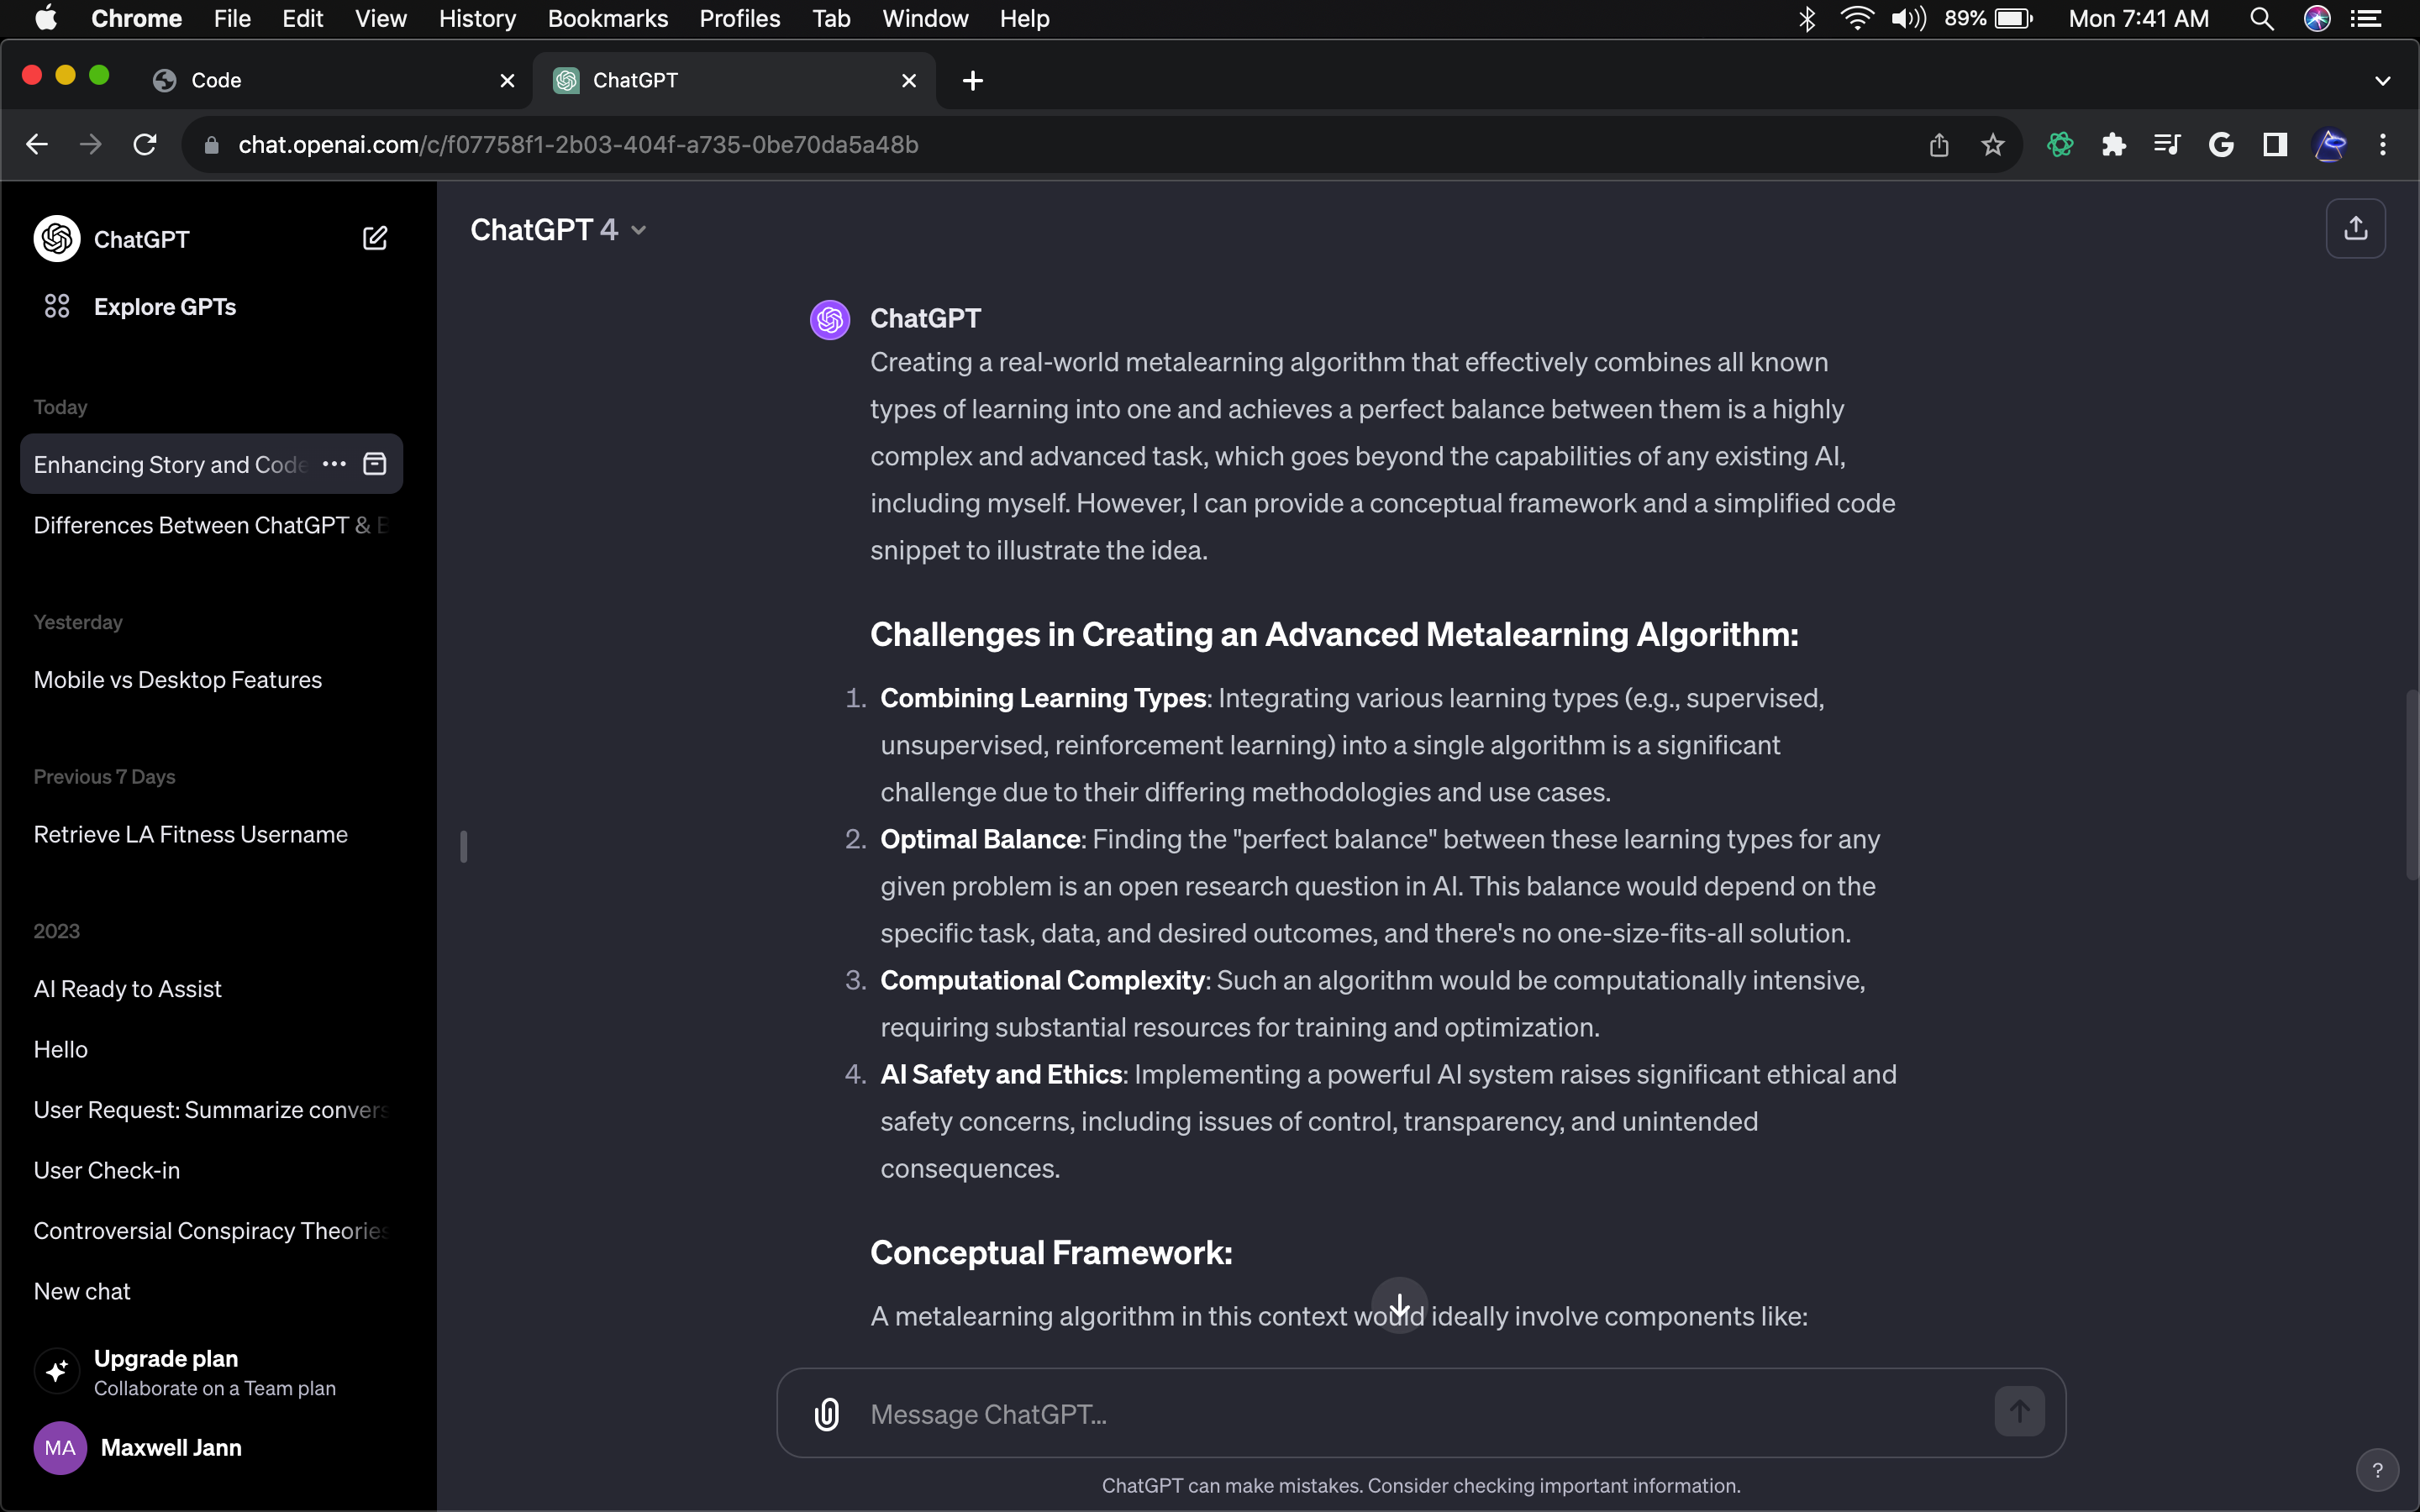 Chrome File Edit View History Bookmarks Profiles Tab Window Help 89% Mon 7:41 AM
Code ChatGPT
chat.openai.com/c/f07758f1-2b03-404f-a735-0be70da5a48b
ChatGPT
Explore GPTs
Today
Enhancing Story and Code
Differences Between ChatGPT & B
Yesterday
Mobile vs Desktop Features
Previous 7 Days
Retrieve LA Fitness Username
2023
AI Ready to Assist
Hello
User Request: Summarize convers
User Check-in
Controversial Conspiracy Theories
New chat
Upgrade plan
Collaborate on a Team plan
MA Maxwell Jann
ChatGPT 4
ChatGPT
Creating a real-world metalearning algorithm that effectively combines all known
types of learning into one and achieves a perfect balance between them is a highly
complex and advanced task, which goes beyond the capabilities of any existing AI,
including myself. However, I can provide a conceptual framework and a simplified code
snippet to illustrate the idea.
Challenges in Creating an Advanced Metalearning Algorithm:
1. Combining Learning Types: Integrating various learning types (e.g., supervised,
unsupervised, reinforcement learning) into a single algorithm is a significant
challenge due to their differing methodologies and use cases.
2. Optimal Balance: Finding the "perfect balance" between these learning types for any
given problem is an open research question in AI. This balance would depend on the
specific task, data, and desired outcomes, and there's no one-size-fits-all solution.
3. Computational Complexity: Such an algorithm would be computationally intensive,
requiring substantial resources for training and optimization.
4. AI Safety and Ethics: Implementing a powerful AI system raises significant ethical and
safety concerns, including issues of control, transparency, and unintended
consequences.
Conceptual Framework:
A metalearning algorithm in this context would ideally involve components like:
Message ChatGPT...
ChatGPT can make mistakes. Consider checking important information.
?